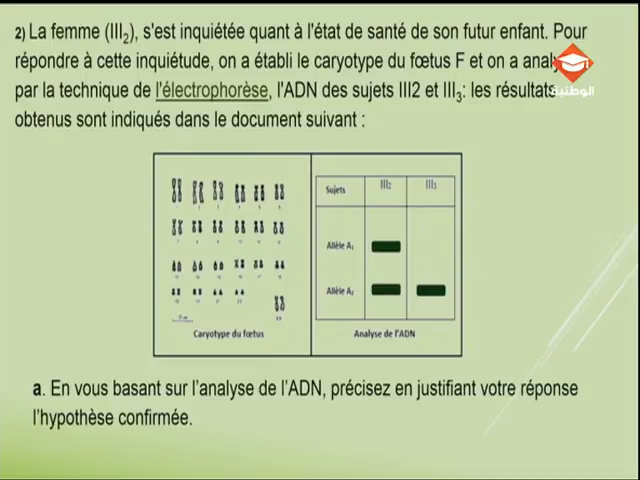 2) La femme (III2), s'est inquiétée quant à l'état de santé de son futur enfant. Pour
répondre à cette inquiétude, on a établi le caryotype du fœtus F et on a
par la technique de l'électrophorèse, l'ADN des sujets III2 et III3: les résultats
الوطنية
obtenus sont indiqués dans le document suivant :
Sujets III2 III3
Allèle A1
Allèle A2
Caryotype du fœtus
Analyse de l'ADN
a. En vous basant sur l'analyse de l'ADN, précisez en justifiant votre réponse
l'hypothèse confirmée.